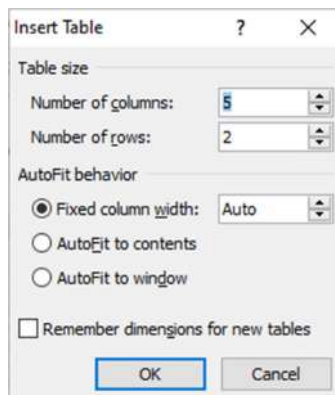 Insert Table ? ×
Table size
Number of columns: 5
Number of rows: 2
AutoFit behavior
Fixed column width: Auto
AutoFit to contents
AutoFit to window
Remember dimensions for new tables
OK Cancel